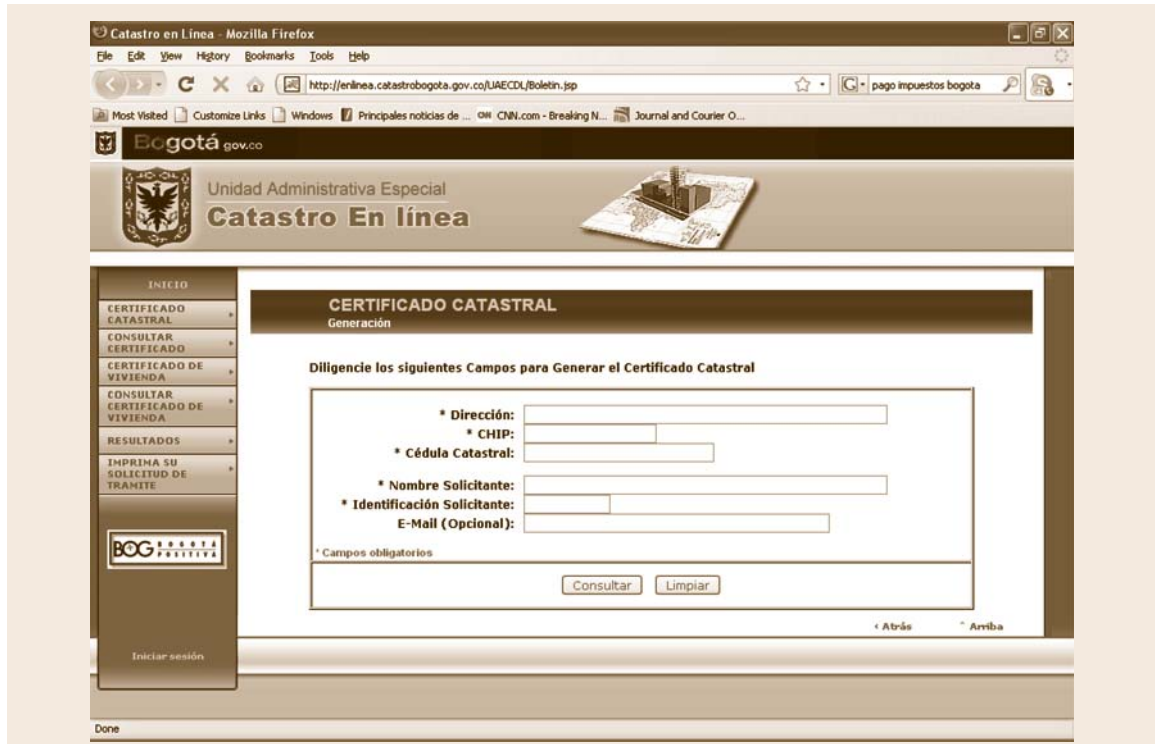 Catastro en Línea - Mozilla Firefox
File Edit View History Bookmarks Tools Help
http://enlinea.catastrobogota.gov.co/UAECDL/Boletin.jsp
G pago impuestos bogota
Most Visited Customize Links Windows Principales noticias de ... CNN.com - Breaking N... Journal and Courier O...
Bogotá gov.co
Unidad Administrativa Especial
Catastro En línea
INICIO
CERTIFICADO
CATASTRAL
CONSULTAR
CERTIFICADO
CERTIFICADO DE
VIVIENDA
CONSULTAR
CERTIFICADO DE
VIVIENDA
RESULTADOS
IMPRIMA SU
SOLICITUD DE
TRAMITE
BOG BOGOTÁ
POSITIVA
Iniciar sesión
CERTIFICADO CATASTRAL
Generación
Diligencie los siguientes Campos para Generar el Certificado Catastral
* Dirección:
* CHIP:
* Cédula Catastral:
* Nombre Solicitante:
* Identificación Solicitante:
E-Mail (Opcional):
* Campos obligatorios
Consultar Limpiar
‹ Atrás ^ Arriba
Done